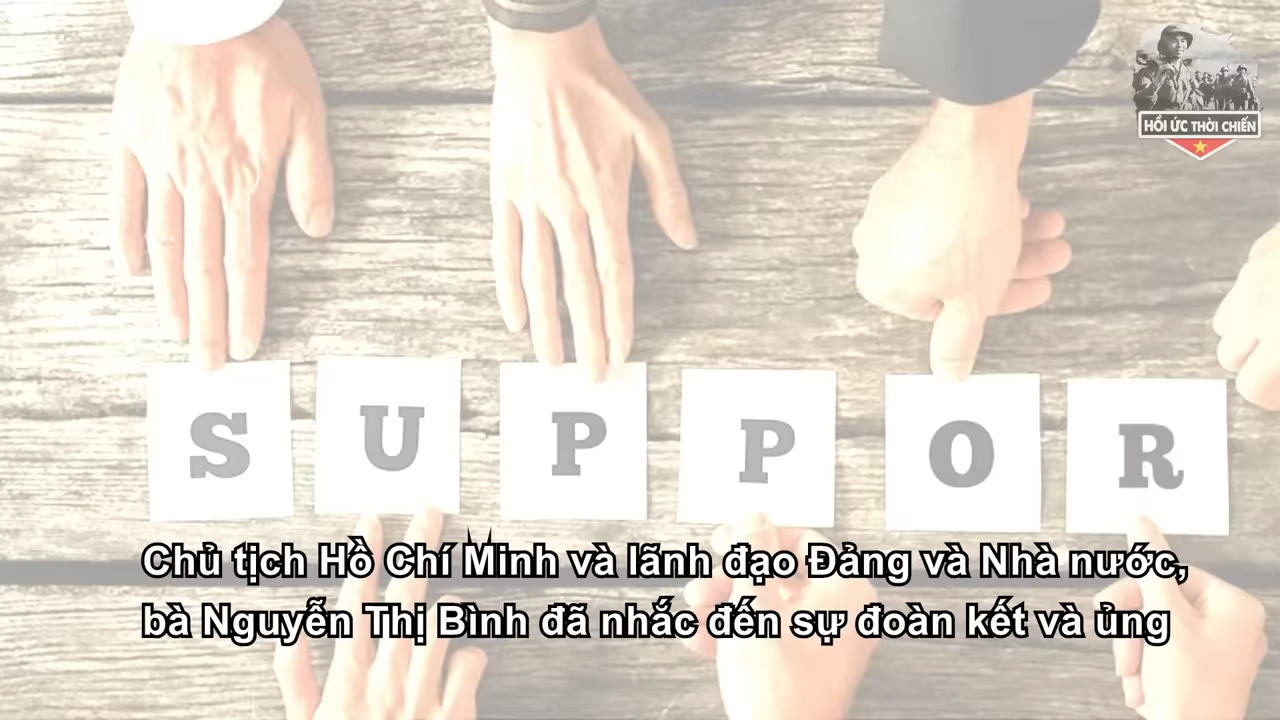 HỒI ỨC THỜI CHIẾN
S U P P O R
Chủ tịch Hồ Chí Minh và lãnh đạo Đảng và Nhà nước,
bà Nguyễn Thị Bình đã nhắc đến sự đoàn kết và ủng